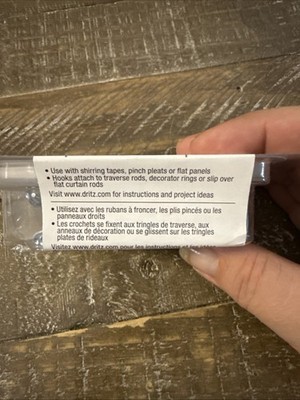 • Use with shirring tapes, pinch pleats or flat panels
• Hooks attach to traverse rods, decorator rings or slip over
flat curtain rods
Visit www.dritz.com for instructions and project ideas
• Utilisez avec les rubans à froncer, les plis pincés ou les
panneaux droits
• Les crochets se fixent aux tringles de traverse, aux
anneaux de décoration ou se glissent sur les tringles
plates de rideaux
Visitez www.dritz.com pour les instructions et les idées